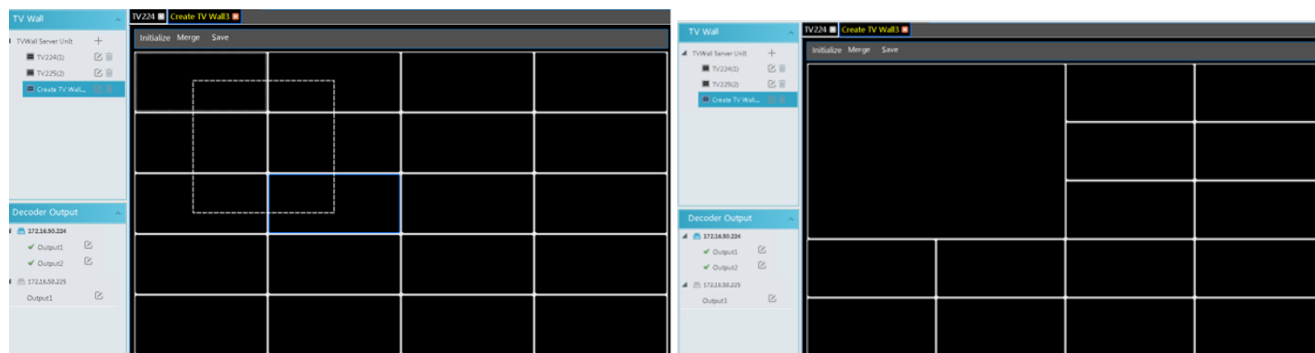 TV Wall
TVWall Server Unit
TV224(1)
TV225(2)
Create TV Wall...
Decoder Output
172.16.50.224
Output1
Output2
172.16.50.225
Output1
TV224 Create TV Wall3
Initialize Merge Save
TV Wall
TVWall Server Unit
TV224(1)
TV225(2)
Create TV Wall...
Decoder Output
172.16.50.224
Output1
Output2
172.16.50.225
Output1
TV224 Create TV Wall3
Initialize Merge Save